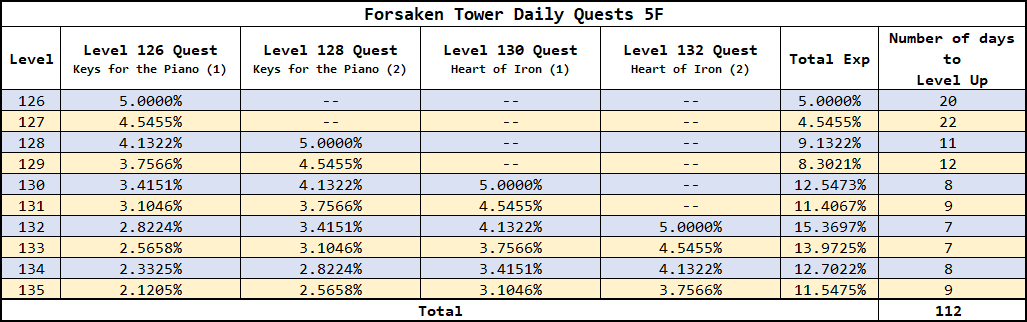 Forsaken Tower Daily Quests 5F
Level | Level 126 Quest Keys for the Piano (1) | Level 128 Quest Keys for the Piano (2) | Level 130 Quest Heart of Iron (1) | Level 132 Quest Heart of Iron (2) | Total Exp | Number of days to Level Up
126 | 5.0000% | -- | -- | -- | 5.0000% | 20
127 | 4.5455% | -- | -- | -- | 4.5455% | 22
128 | 4.1322% | 5.0000% | -- | -- | 9.1322% | 11
129 | 3.7566% | 4.5455% | -- | -- | 8.3021% | 12
130 | 3.4151% | 4.1322% | 5.0000% | -- | 12.5473% | 8
131 | 3.1046% | 3.7566% | 4.5455% | -- | 11.4067% | 9
132 | 2.8224% | 3.4151% | 4.1322% | 5.0000% | 15.3697% | 7
133 | 2.5658% | 3.1046% | 3.7566% | 4.5455% | 13.9725% | 7
134 | 2.3325% | 2.8224% | 3.4151% | 4.1322% | 12.7022% | 8
135 | 2.1205% | 2.5658% | 3.1046% | 3.7566% | 11.5475% | 9
Total | 112